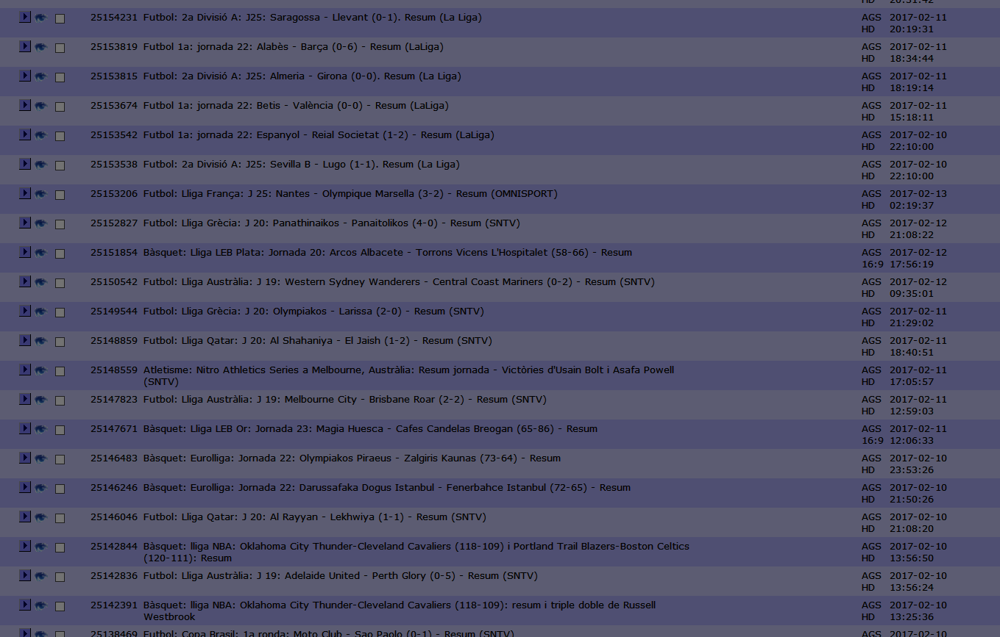 HD 20:31:42
25154231 Futbol: 2a Divisió A: J25: Saragossa - Llevant (0-1). Resum (La Liga) AGS 2017-02-11
HD 20:19:31
25153819 Futbol 1a: jornada 22: Alabès - Barça (0-6) - Resum (LaLiga) AGS 2017-02-11
HD 18:34:44
25153815 Futbol: 2a Divisió A: J25: Almeria - Girona (0-0). Resum (La Liga) AGS 2017-02-11
HD 18:19:14
25153674 Futbol 1a: jornada 22: Betis - València (0-0) - Resum (LaLiga) AGS 2017-02-11
HD 15:18:11
25153542 Futbol 1a: jornada 22: Espanyol - Reial Societat (1-2) - Resum (LaLiga) AGS 2017-02-10
HD 22:10:00
25153538 Futbol: 2a Divisió A: J25: Sevilla B - Lugo (1-1). Resum (La Liga) AGS 2017-02-10
HD 22:10:00
25153206 Futbol: Lliga França: J 25: Nantes - Olympique Marsella (3-2) - Resum (OMNISPORT) AGS 2017-02-13
HD 02:19:37
25152827 Futbol: Lliga Grècia: J 20: Panathinaikos - Panaitolikos (4-0) - Resum (SNTV) AGS 2017-02-12
HD 21:08:22
25151854 Bàsquet: Lliga LEB Plata: Jornada 20: Arcos Albacete - Torrons Vicens L'Hospitalet (58-66) - Resum AGS 2017-02-12
16:9 17:56:19
25150542 Futbol: Lliga Austràlia: J 19: Western Sydney Wanderers - Central Coast Mariners (0-2) - Resum (SNTV) AGS 2017-02-12
HD 09:35:01
25149544 Futbol: Lliga Grècia: J 20: Olympiakos - Larissa (2-0) - Resum (SNTV) AGS 2017-02-11
HD 21:29:02
25148859 Futbol: Lliga Qatar: J 20: Al Shahaniya - El Jaish (1-2) - Resum (SNTV) AGS 2017-02-11
HD 18:40:51
25148559 Atletisme: Nitro Athletics Series a Melbourne, Austràlia: Resum jornada - Victòries d'Usain Bolt i Asafa Powell AGS 2017-02-11
(SNTV) HD 17:05:57
25147823 Futbol: Lliga Austràlia: J 19: Melbourne City - Brisbane Roar (2-2) - Resum (SNTV) AGS 2017-02-11
HD 12:59:03
25147671 Bàsquet: Lliga LEB Or: Jornada 23: Magia Huesca - Cafes Candelas Breogan (65-86) - Resum AGS 2017-02-11
16:9 12:06:33
25146483 Bàsquet: Eurolliga: Jornada 22: Olympiakos Piraeus - Zalgiris Kaunas (73-64) - Resum AGS 2017-02-10
HD 23:53:26
25146246 Bàsquet: Eurolliga: Jornada 22: Darussafaka Dogus Istanbul - Fenerbahce Istanbul (72-65) - Resum AGS 2017-02-10
HD 21:50:26
25146046 Futbol: Lliga Qatar: J 20: Al Rayyan - Lekhwiya (1-1) - Resum (SNTV) AGS 2017-02-10
HD 21:08:20
25142844 Bàsquet: lliga NBA: Oklahoma City Thunder-Cleveland Cavaliers (118-109) i Portland Trail Blazers-Boston Celtics AGS 2017-02-10
(120-111): Resum HD 13:56:50
25142836 Futbol: Lliga Austràlia: J 19: Adelaide United - Perth Glory (0-5) - Resum (SNTV) AGS 2017-02-10
HD 13:56:24
25142391 Bàsquet: lliga NBA: Oklahoma City Thunder-Cleveland Cavaliers (118-109): resum i triple doble de Russell AGS 2017-02-10
Westbrook HD 13:25:36
25138469 Futbol: Copa Brasil: 1a ronda: Moto Club - Sao Paolo (0-1) - Resum (SNTV) AGS 2017-02-10